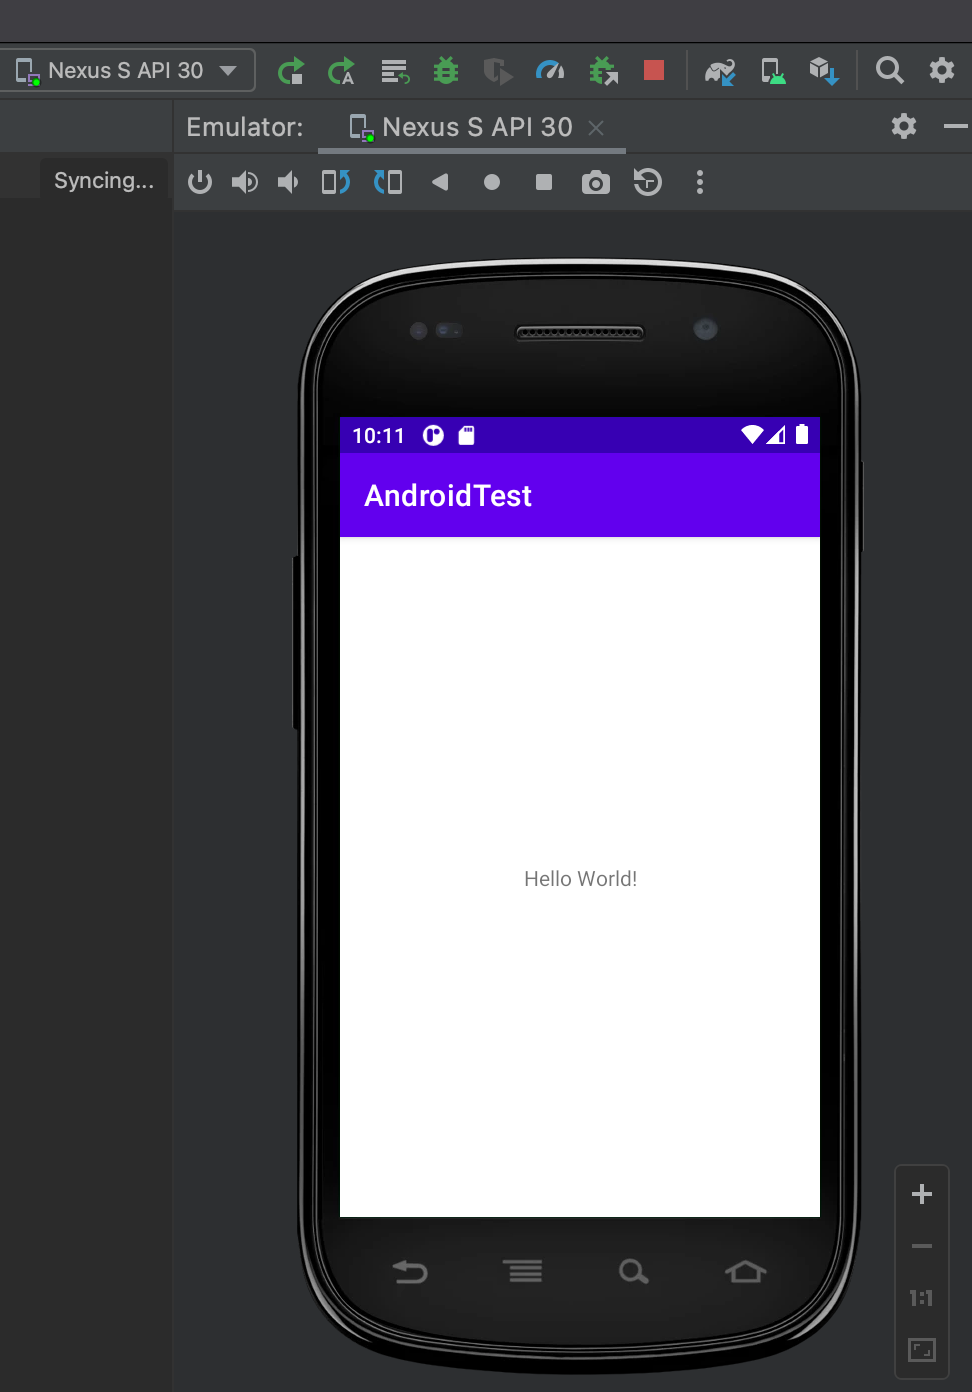 Nexus S API 30
Emulator:
Nexus S API 30
Syncing...
10:11
AndroidTest
Hello World!
1:1